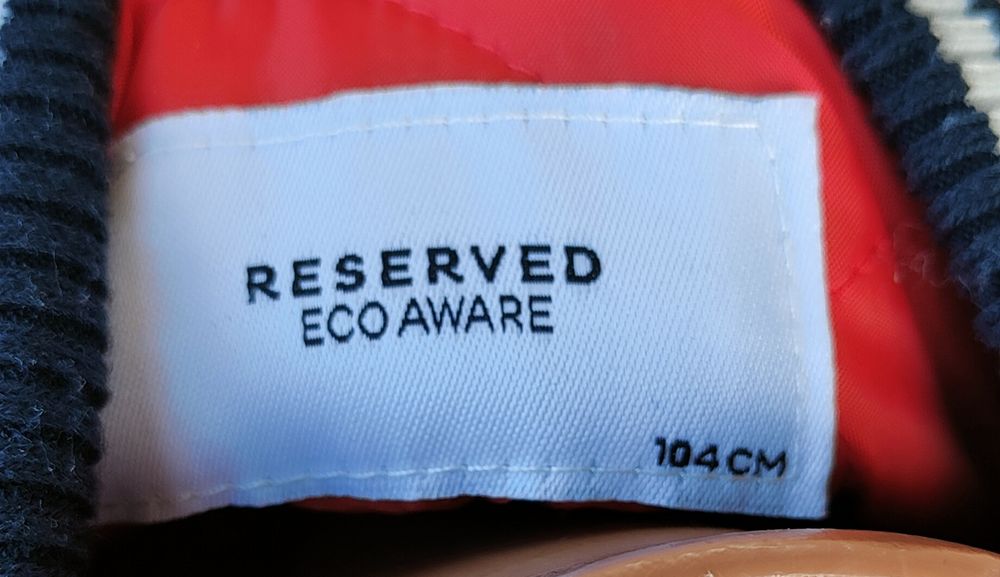 RESERVED
ECO AWARE
104 CM